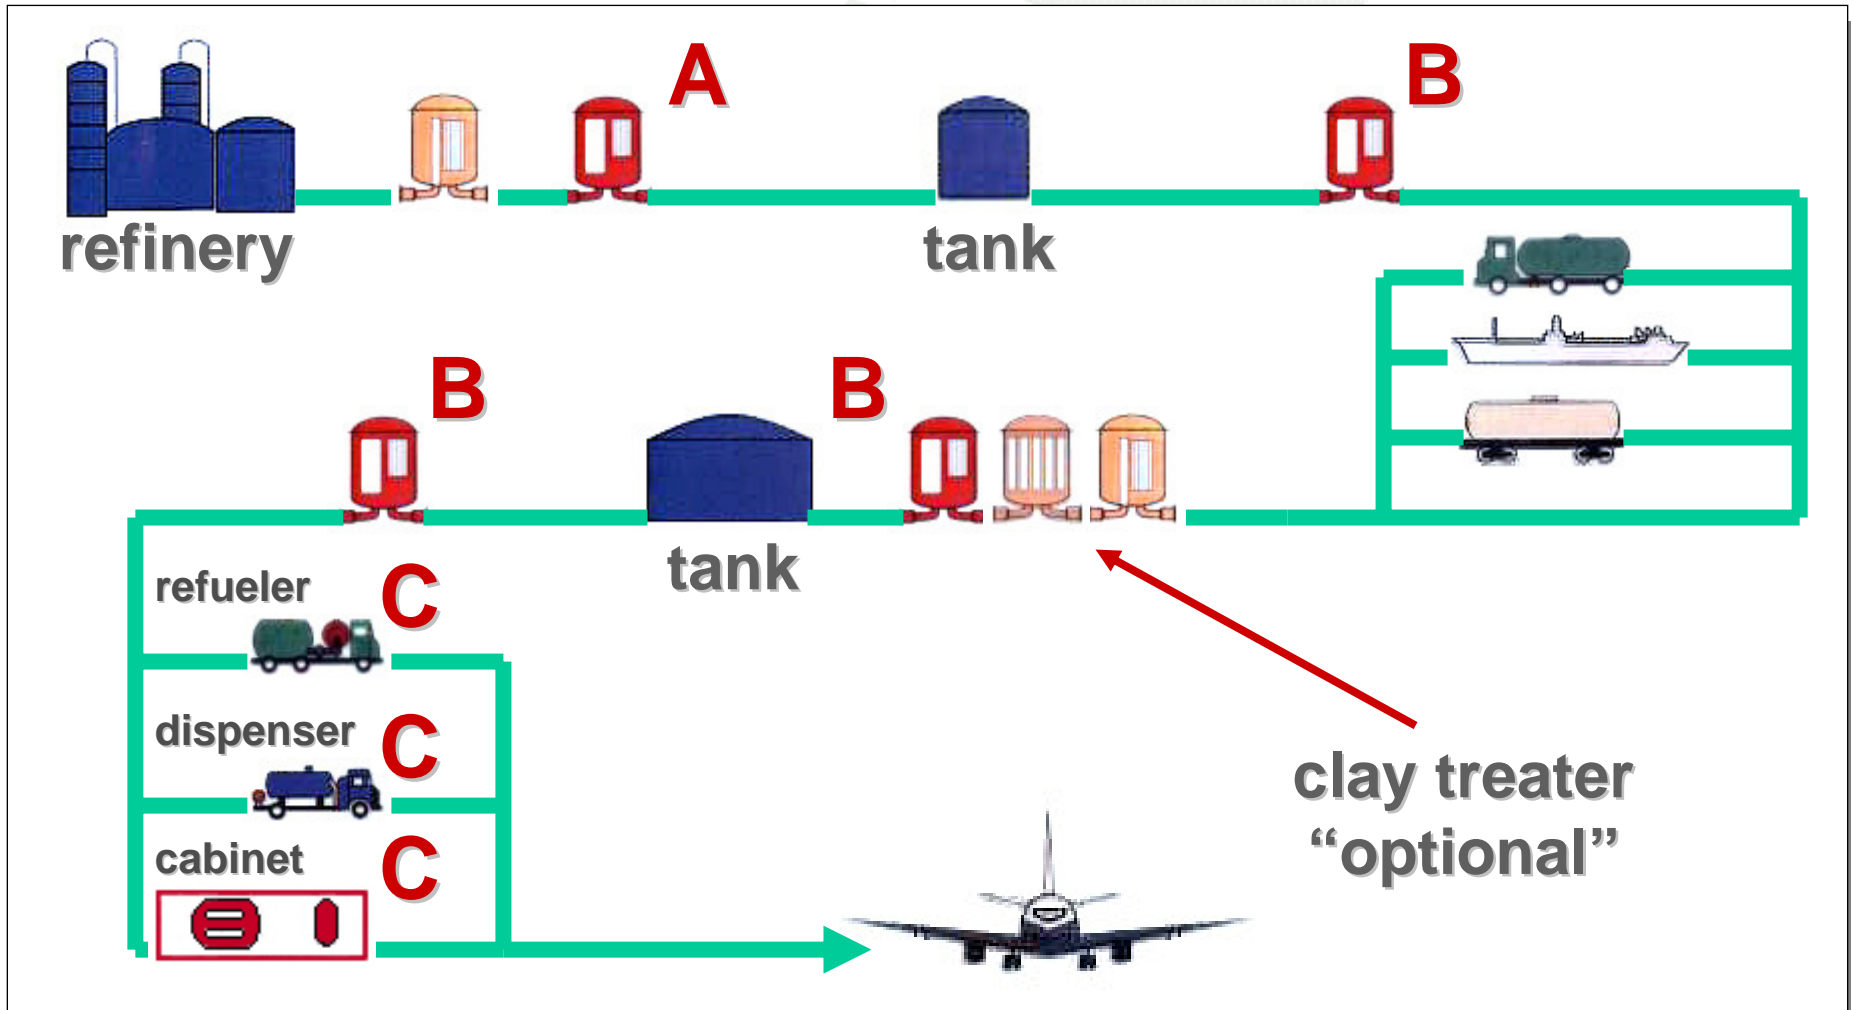 A
B
refinery
tank
B
B
tank
refueler
C
dispenser
C
cabinet
C
clay treater
“optional”